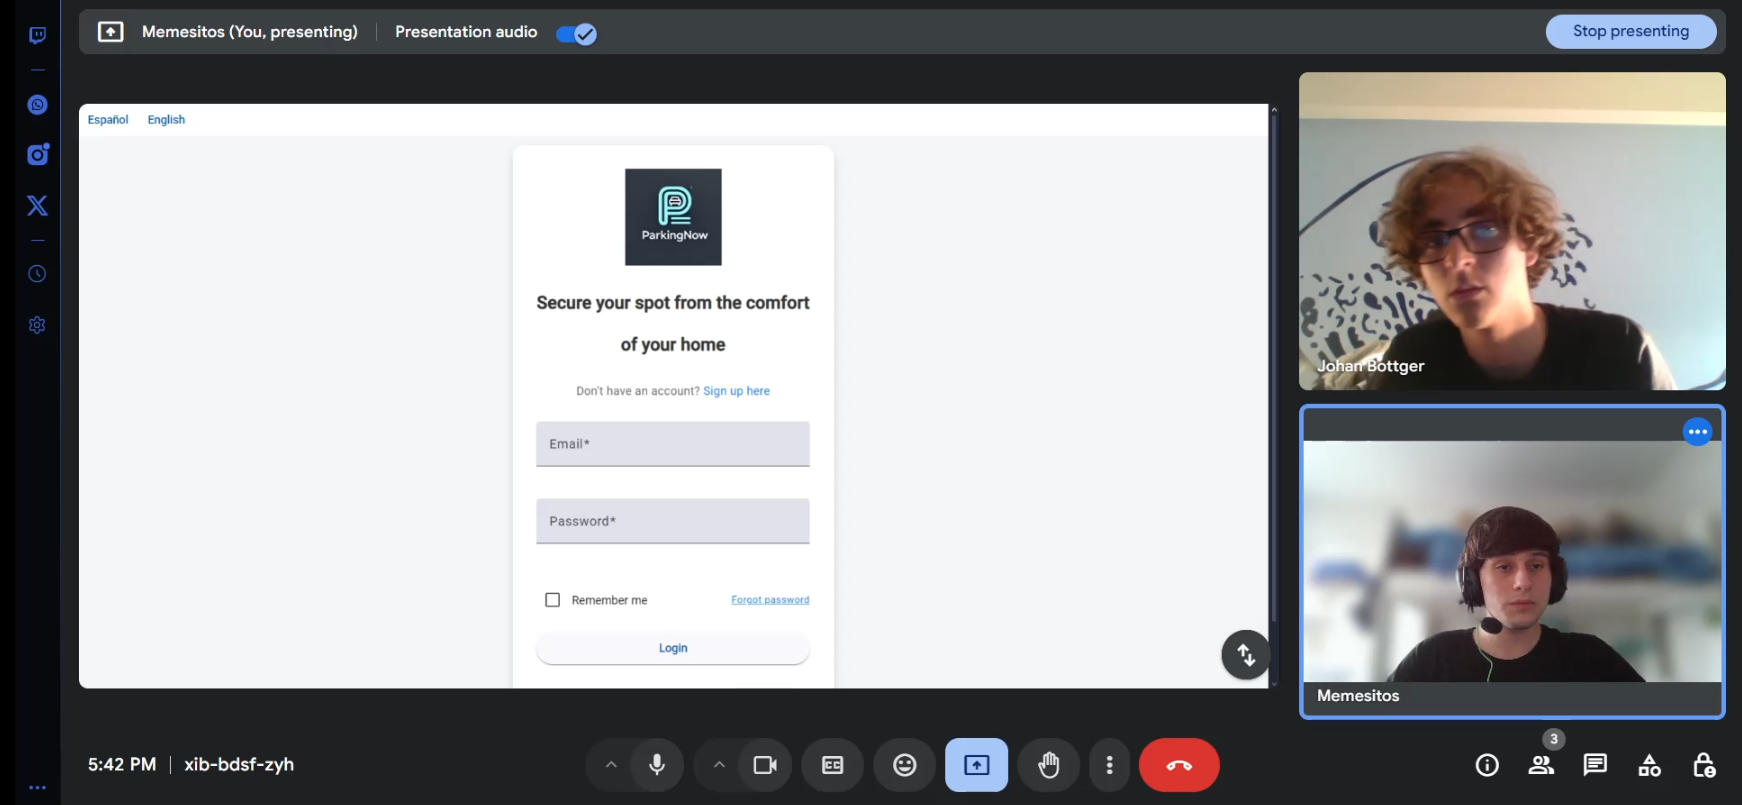 Memesitos (You, presenting)
Presentation audio
Stop presenting
Español
English
ParkingNow
Secure your spot from the comfort
of your home
Don't have an account? Sign up here
Email*
Password*
Remember me
Forgot password
Login
Johan Bottger
Memesitos
5:42 PM
xib-bdsf-zyh
CC
3